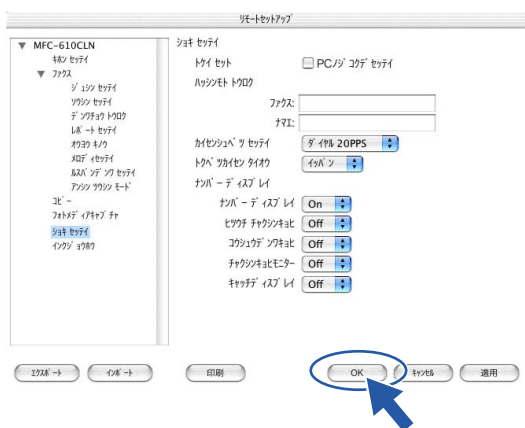 リモートセットアップ
MFC-610CLN
キホン セッテイ
ファクス
ジュシン セッテイ
ソウシン セッテイ
デンワチョウ トウロク
レポート セッテイ
オウヨウ キノウ
メロディセッテイ
ルスバンデンワ セッテイ
アンシン ツウシン モード
コピー
フォトメディアキャプチャ
ショキ セッテイ
インクジョウホウ
ショキ セッテイ
トケイ セット
PCノジコクデ セッテイ
ハッシンモト トウロク
ファクス:
ナマエ:
カイセンシュベツ セッテイ
ダイヤル 20PPS
トクベツカイセン タイオウ
イッパン
ナンバーディスプレイ
ナンバーディスプレイ On
ヒツウチ チャクシンキョヒ Off
コウシュウデンワキョヒ Off
チャクシンキョヒモニター Off
キャッチディスプレイ Off
エクスポート インポート 印刷 OK キャンセル 適用